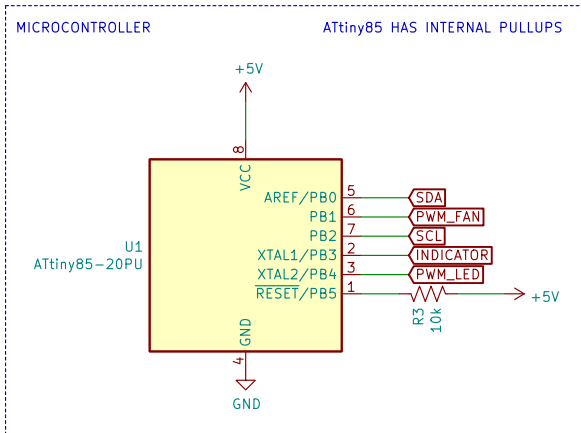 MICROCONTROLLER
ATtiny85 HAS INTERNAL PULLUPS
+5V
8
VCC
AREF/PB0
5
SDA
PB1
6
PWM_FAN
PB2
7
SCL
U1
ATtiny85-20PU
XTAL1/PB3
2
INDICATOR
XTAL2/PB4
3
PWM_LED
RESET/PB5
1
+5V
R3
10k
GND
4
GND